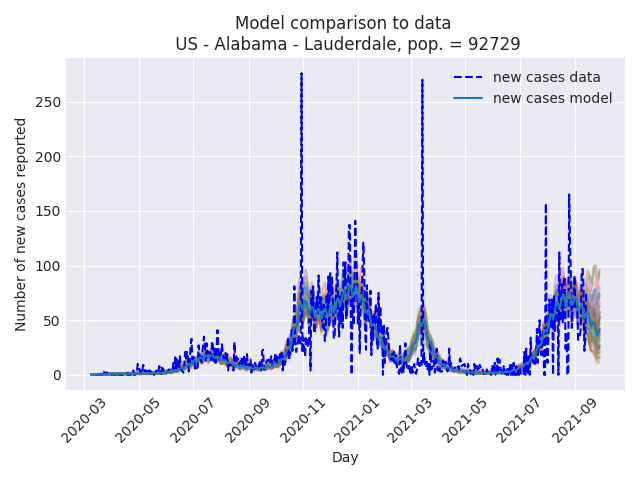 Model comparison to data
US - Alabama - Lauderdale, pop. = 92729
new cases data
new cases model
Number of new cases reported
250
200
150
100
50
0
2020-03
2020-05
2020-07
2020-09
2020-11
2021-01
2021-03
2021-05
2021-07
2021-09
Day